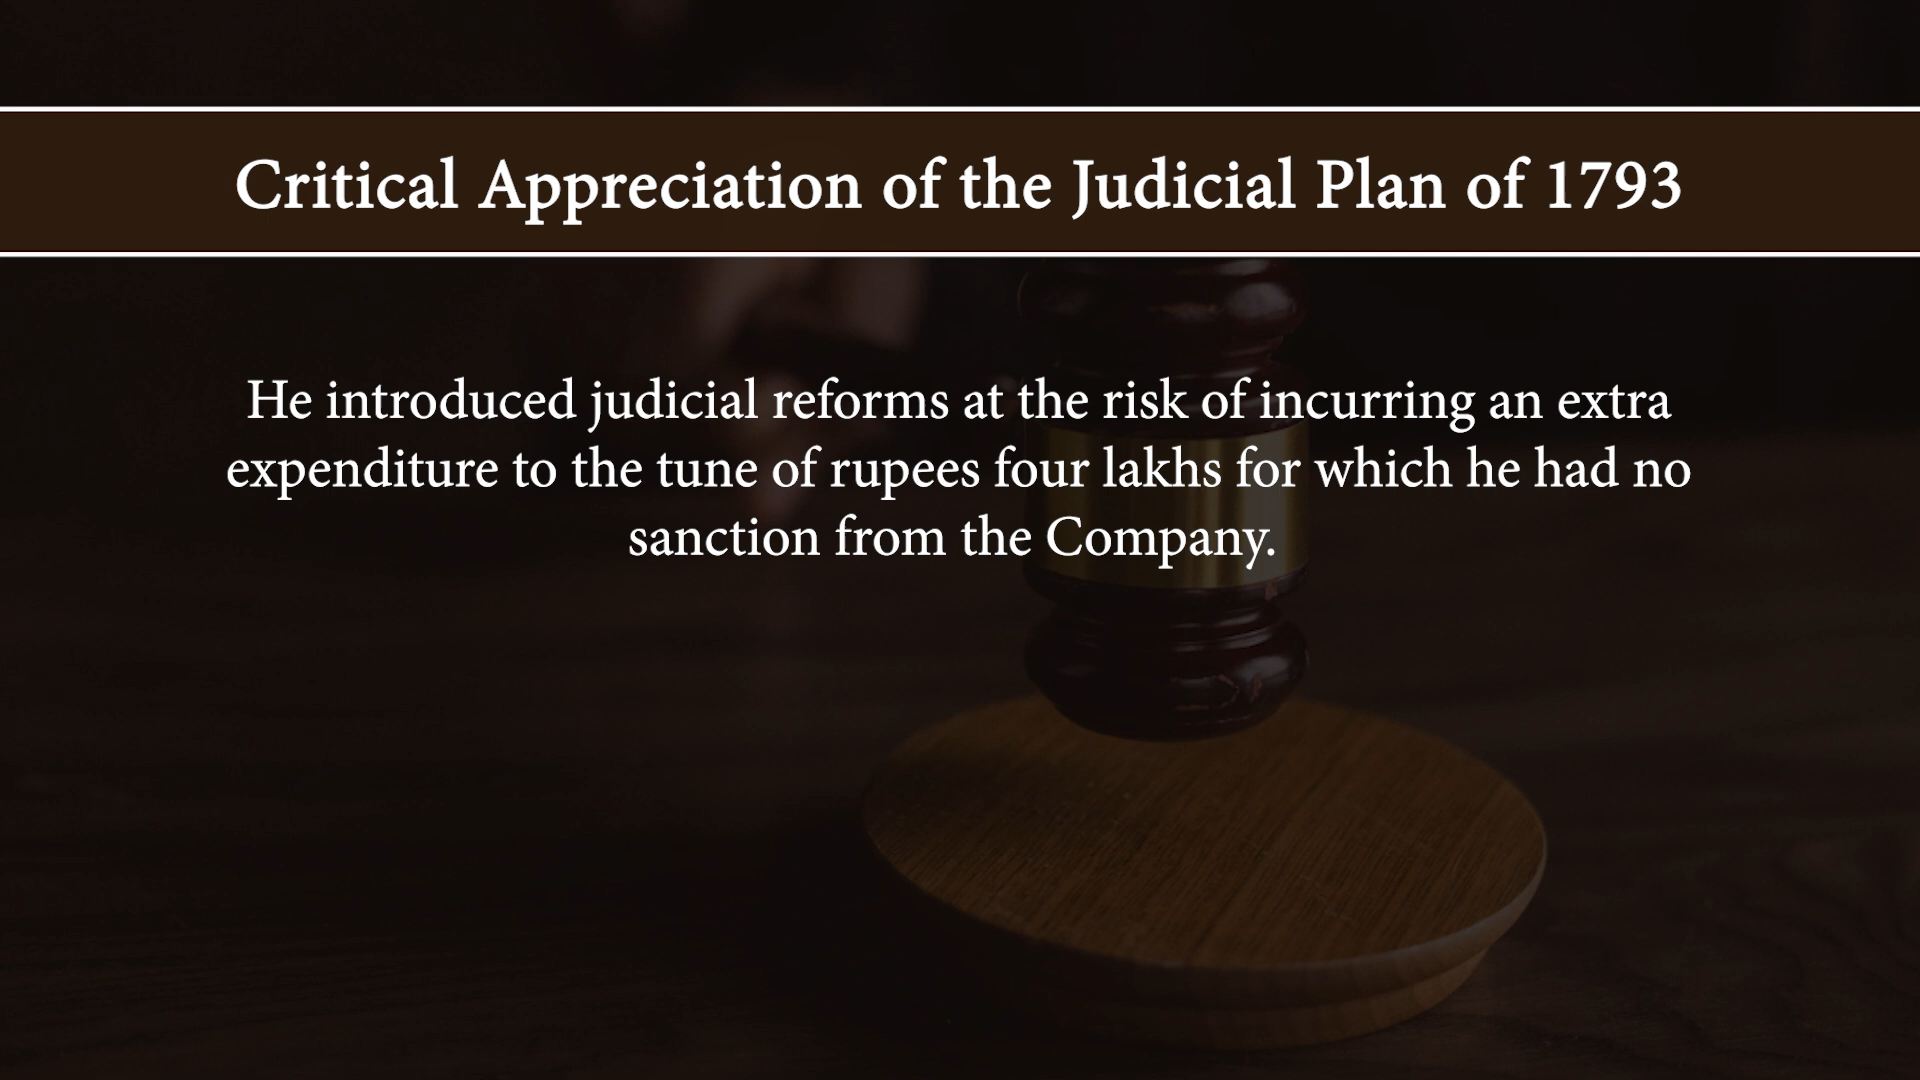 Critical Appreciation of the Judicial Plan of 1793
He introduced judicial reforms at the risk of incurring an extra
expenditure to the tune of rupees four lakhs for which he had no
sanction from the Company.